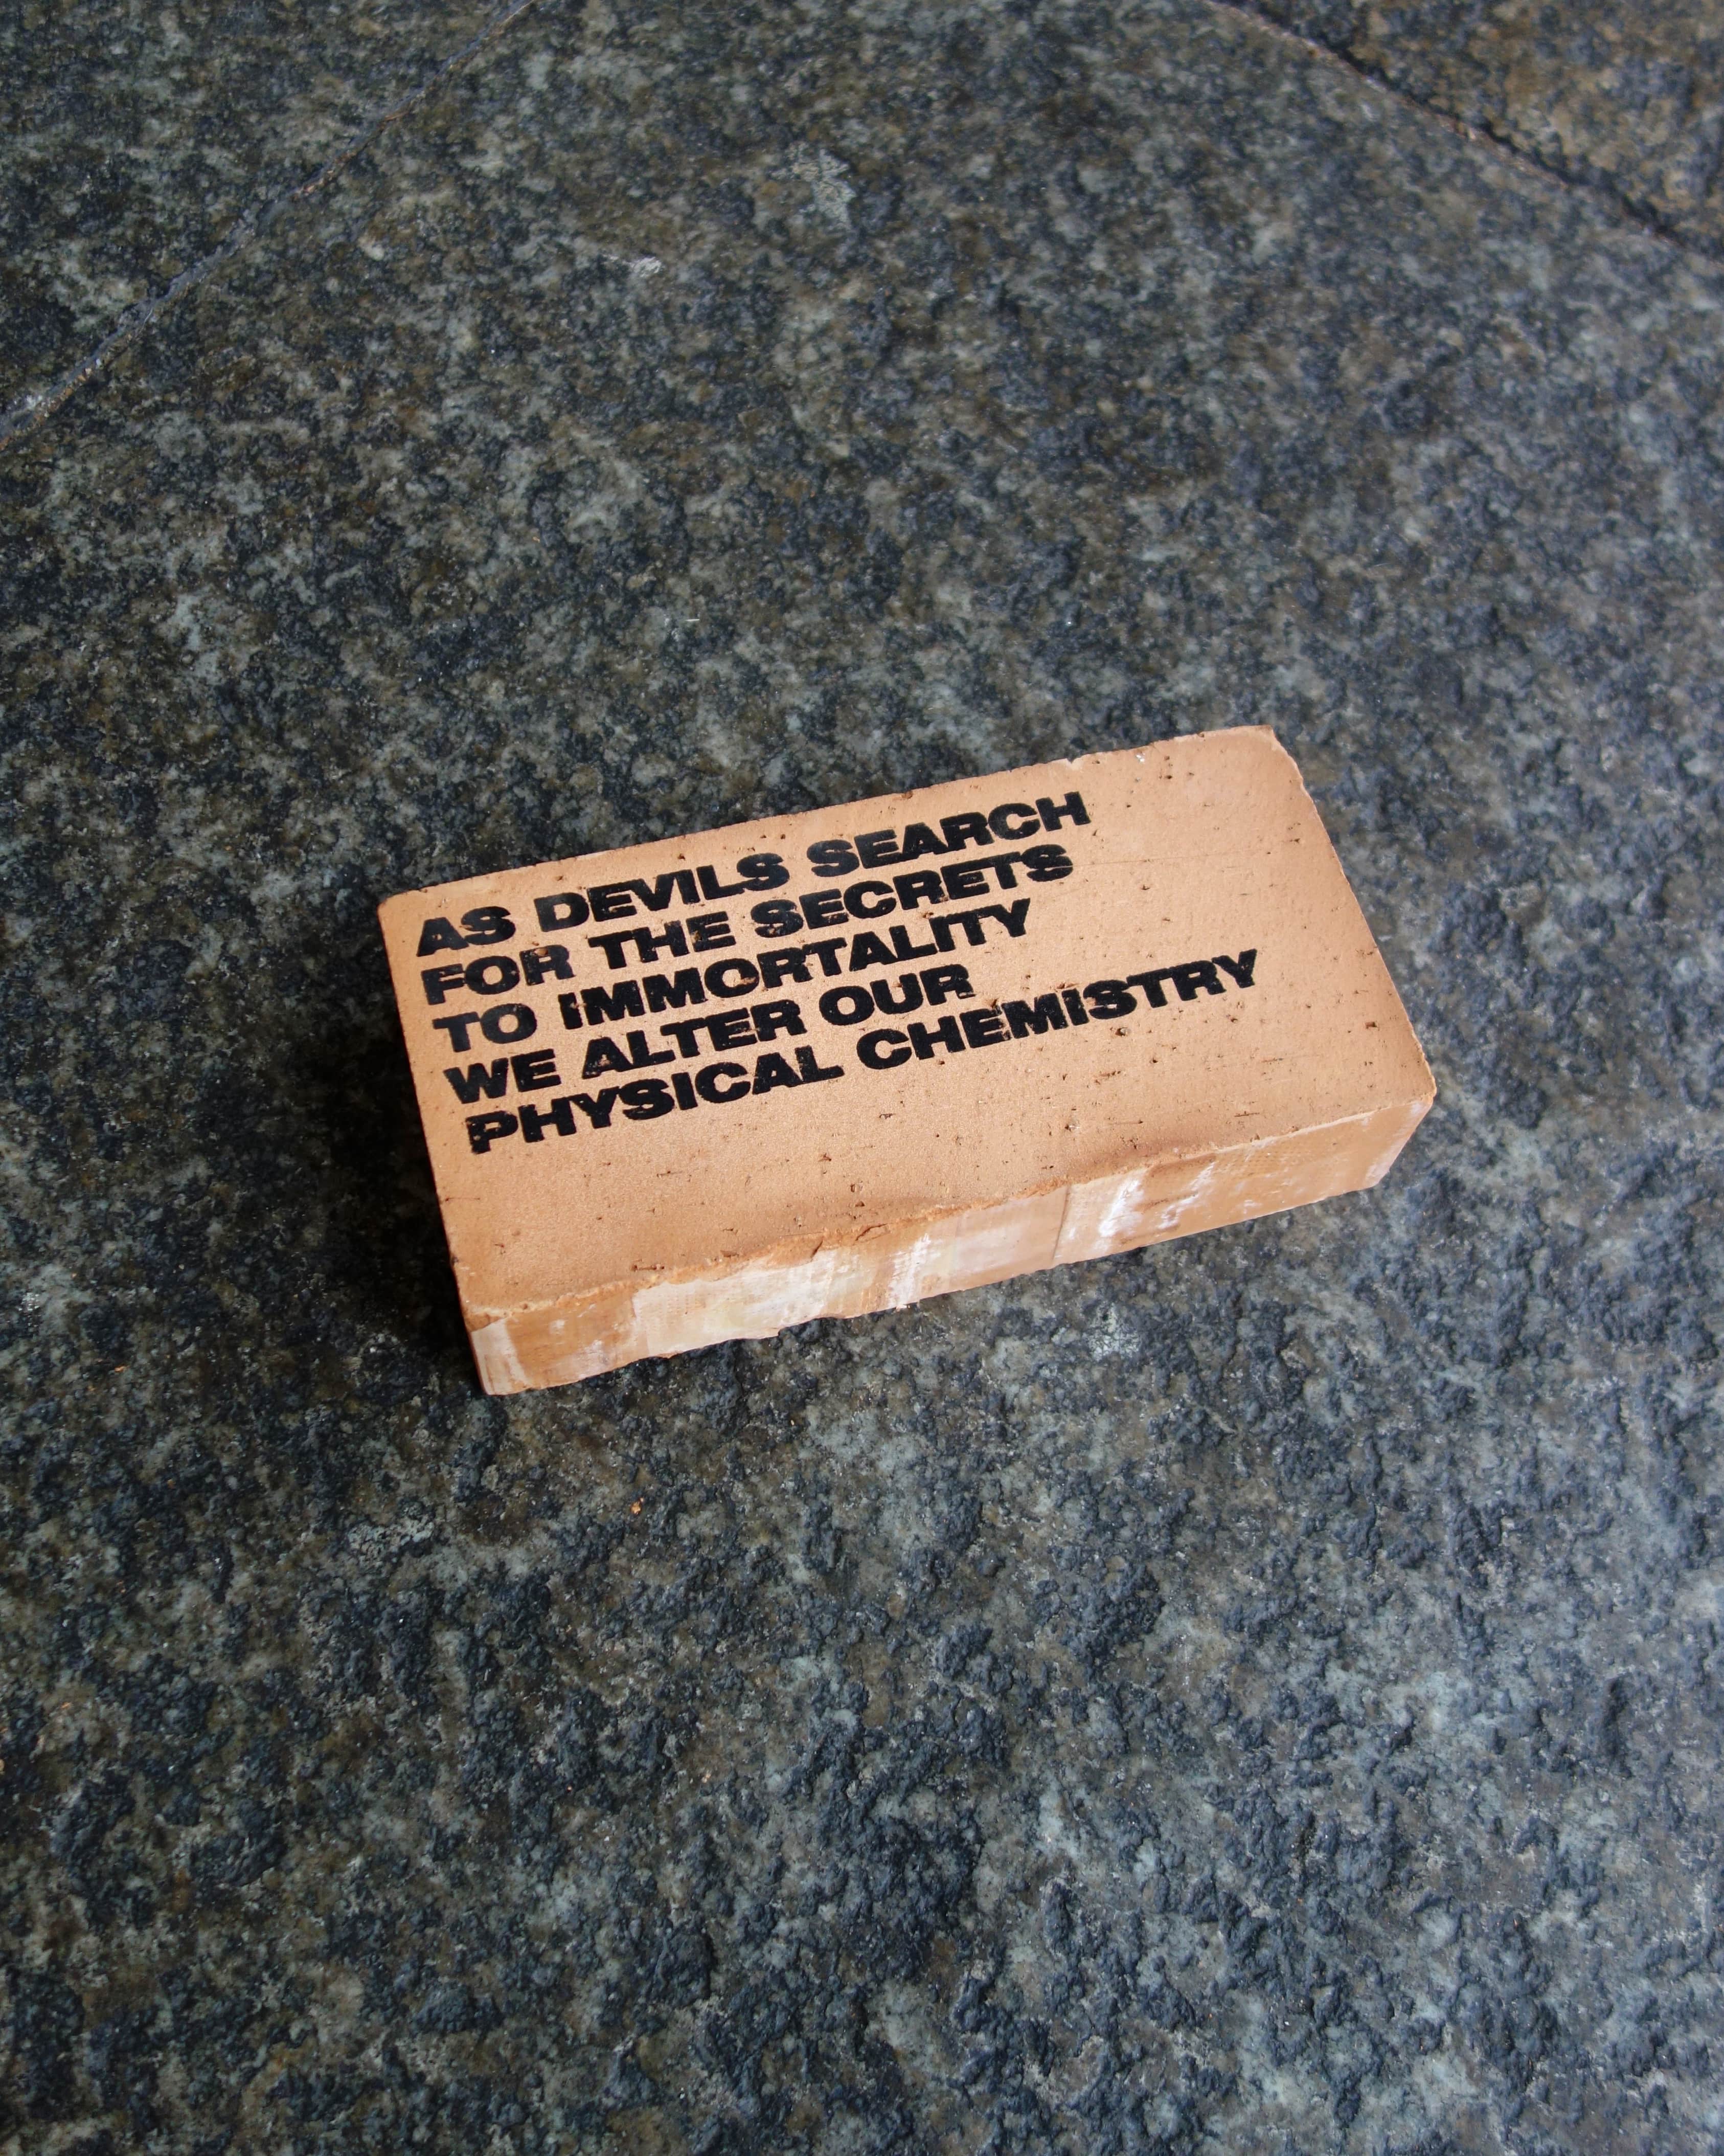 AS DEVILS SEARCH
FOR THE SECRETS
TO IMMORTALITY
WE ALTER OUR
PHYSICAL CHEMISTRY